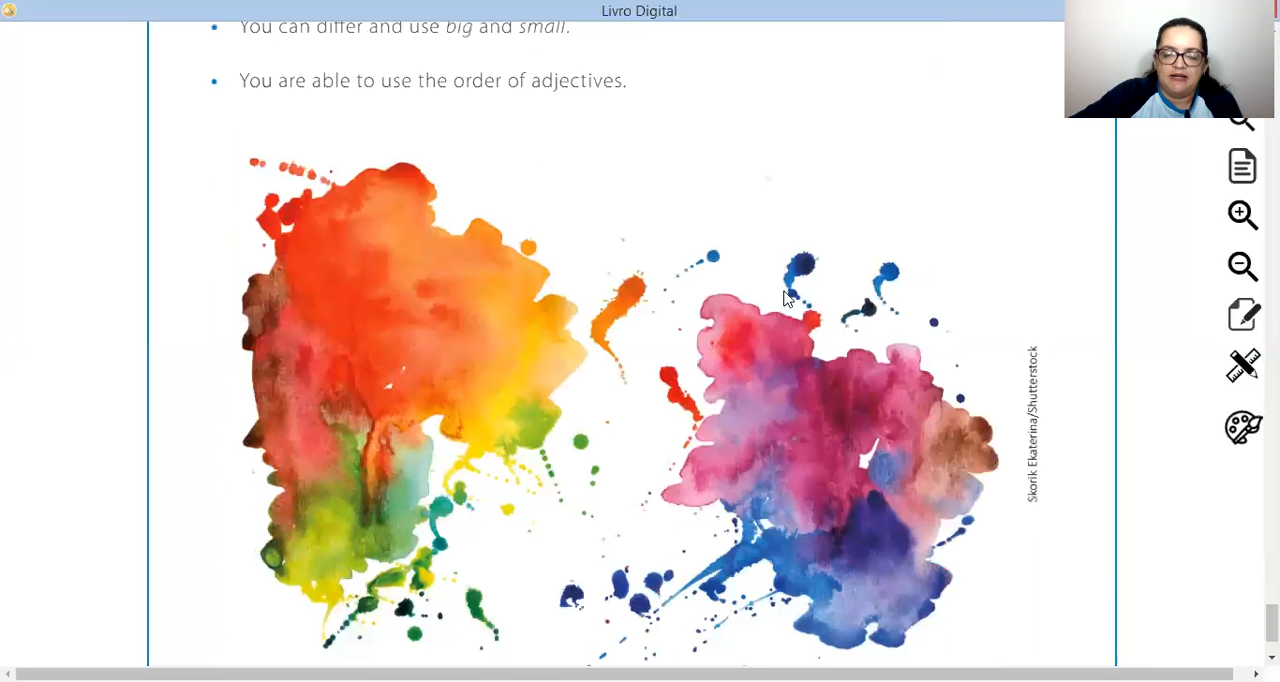 Livro Digital
• You can differ and use big and small.
• You are able to use the order of adjectives.
Skorik Ekaterina/Shutterstock